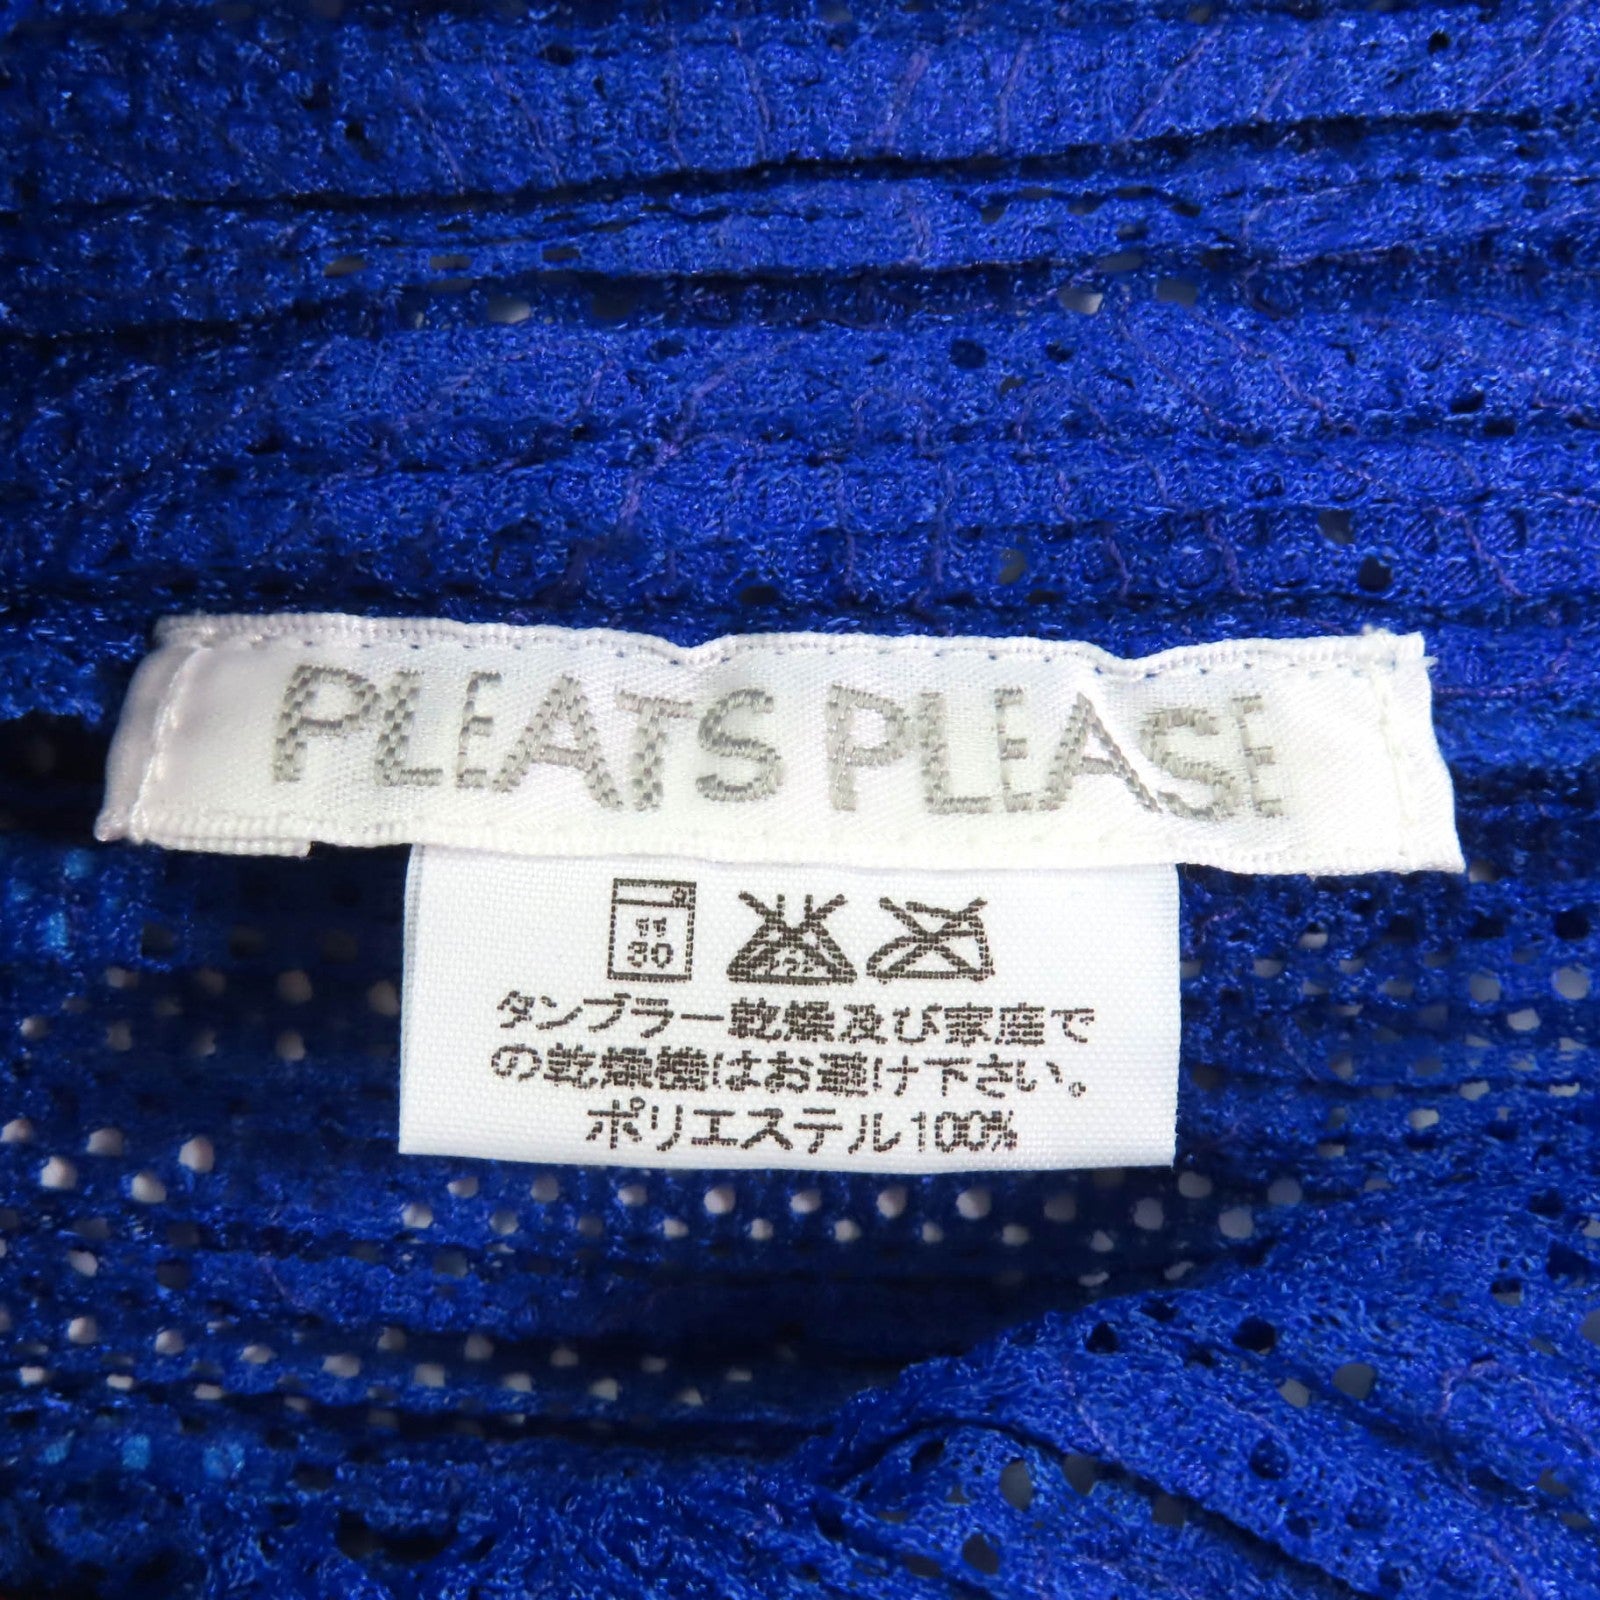 PLEATS PLEASE
11
30
タンブラー乾燥及び家庭で
の乾燥機はお避け下さい。
ポリエステル100%